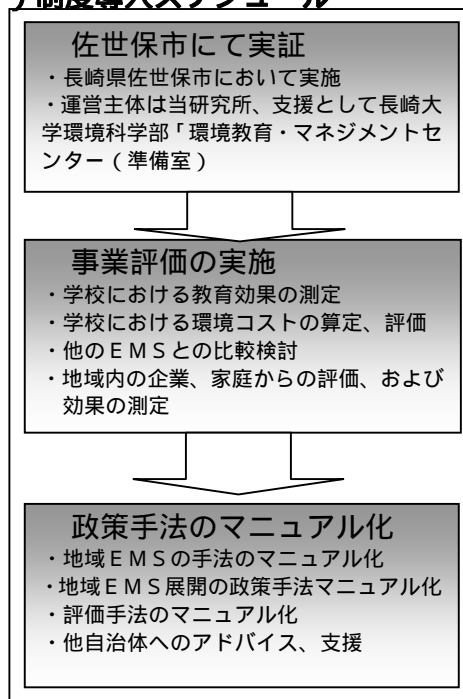 制度導入スケジュール
佐世保市にて実証
・長崎県佐世保市において実施
・運営主体は当研究所、支援として長崎大
学環境科学部「環境教育・マネジメントセ
ンター(準備室)
事業評価の実施
・学校における教育効果の測定
・学校における環境コストの算定、評価
・他のEMSとの比較検討
・地域内の企業、家庭からの評価、および
効果の測定
政策手法のマニュアル化
・地域EMSの手法のマニュアル化
・地域EMS展開の政策手法マニュアル化
・評価手法のマニュアル化
・他自治体へのアドバイス、支援